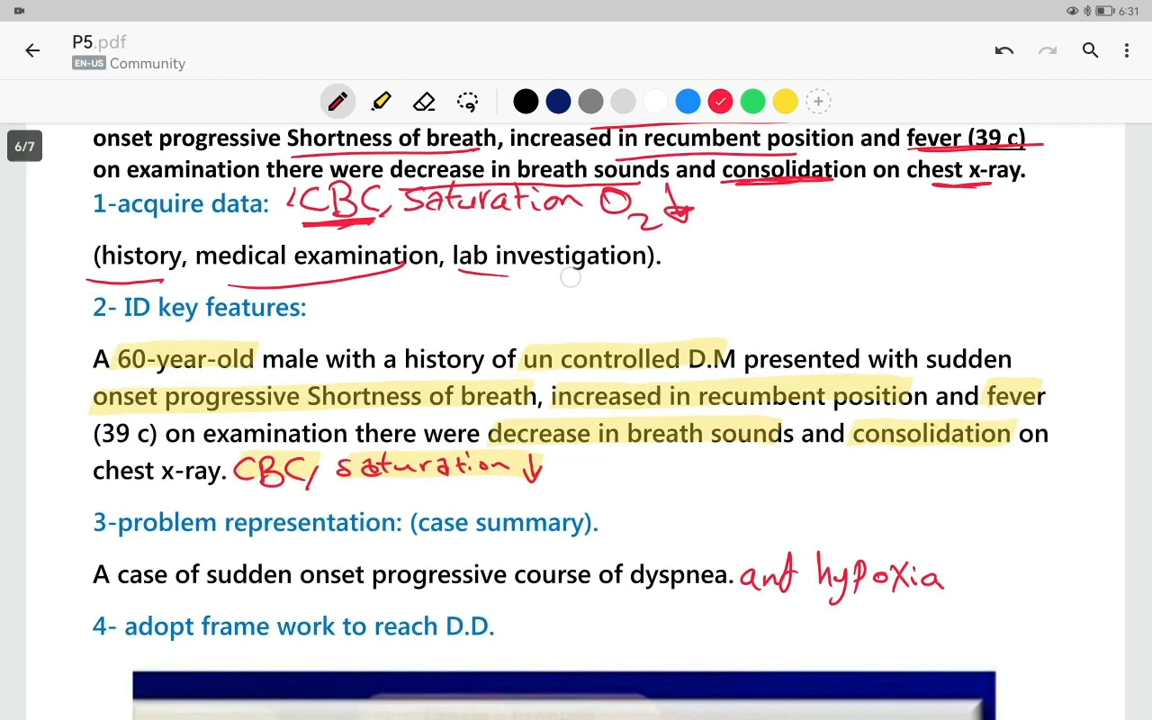 6:31
P5.pdf
EN-US Community
6/7
onset progressive Shortness of breath, increased in recumbent position and fever (39 c)
on examination there were decrease in breath sounds and consolidation on chest x-ray.
1-acquire data: CBC, saturation O2 ↓
(history, medical examination, lab investigation).
2- ID key features:
A 60-year-old male with a history of un controlled D.M presented with sudden
onset progressive Shortness of breath, increased in recumbent position and fever
(39 c) on examination there were decrease in breath sounds and consolidation on
chest x-ray. CBC, saturation ↓
3-problem representation: (case summary).
A case of sudden onset progressive course of dyspnea. and hypoxia
4- adopt frame work to reach D.D.